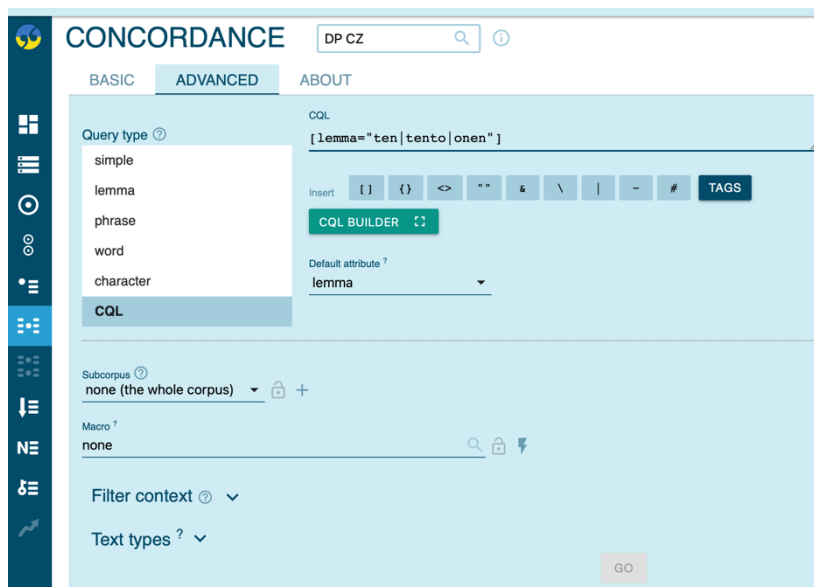 CONCORDANCE DP CZ
BASIC ADVANCED ABOUT
CQL
[lemma="ten|tento|onen"]
Query type ?
simple
lemma
phrase
word
character
CQL
Insert [] {} <> "" & \ | ~ # TAGS
CQL BUILDER
Default attribute ?
lemma
Subcorpus ?
none (the whole corpus)
Macro ?
none
Filter context ?
Text types ?
GO